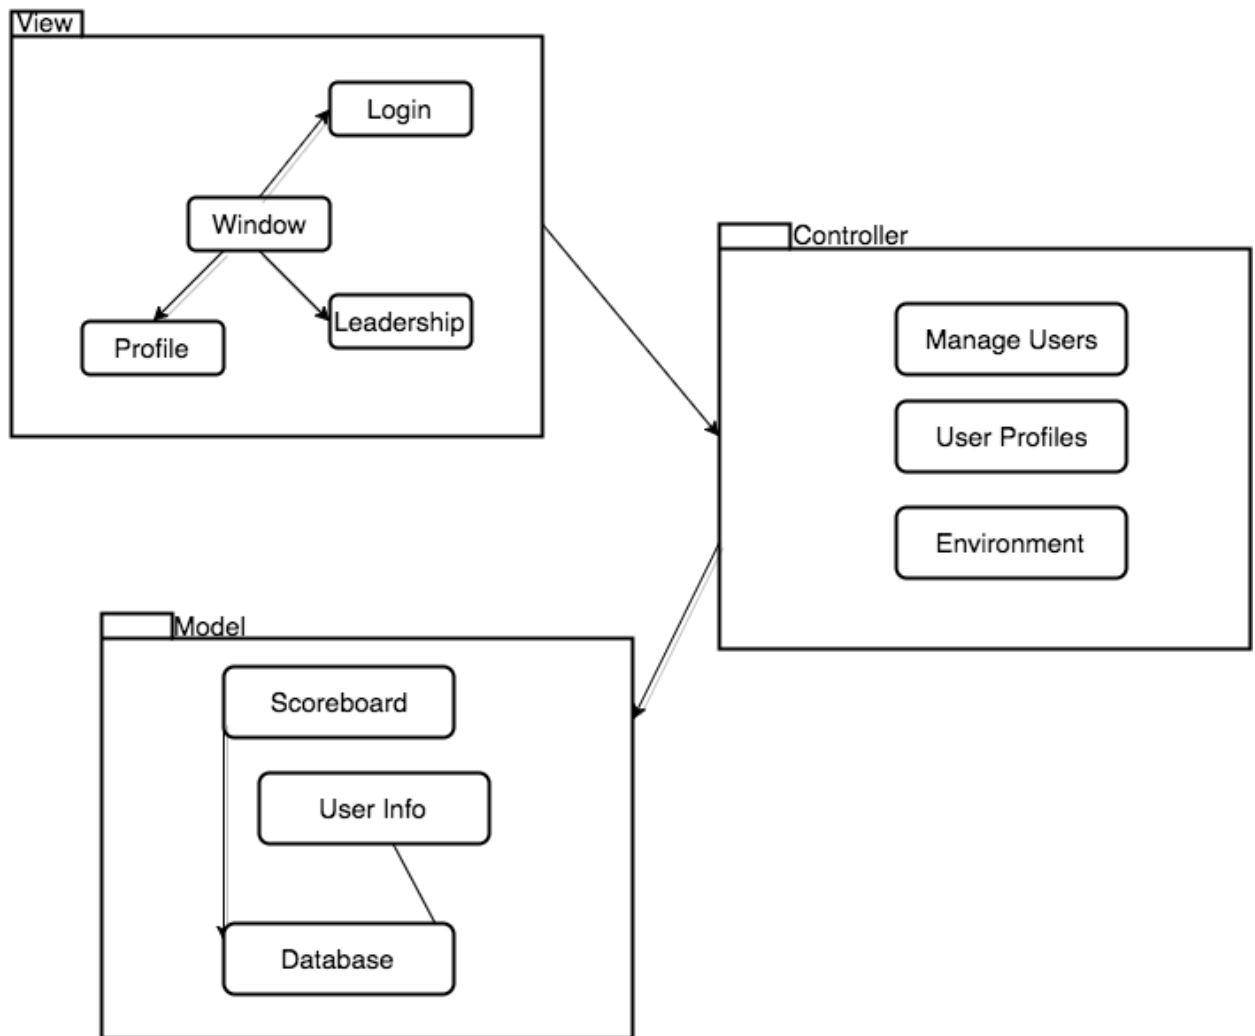 View
Login
Window
Leadership
Profile
Controller
Manage Users
User Profiles
Environment
Model
Scoreboard
User Info
Database